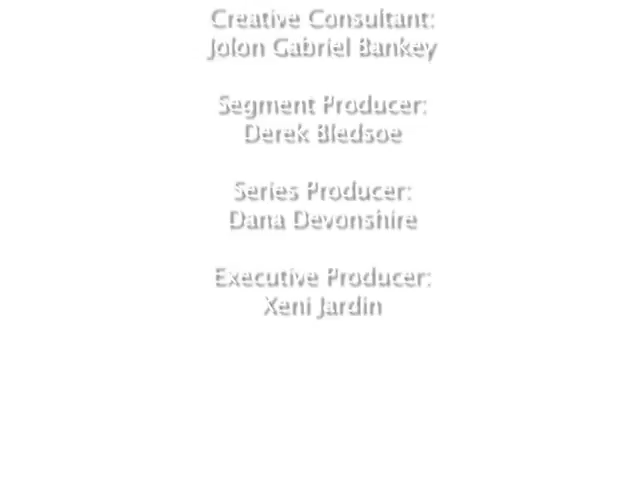 Creative Consultant:
Jolon Gabriel Bankey
Segment Producer:
Derek Bledsoe
Series Producer:
Dana Devonshire
Executive Producer:
Xeni Jardin